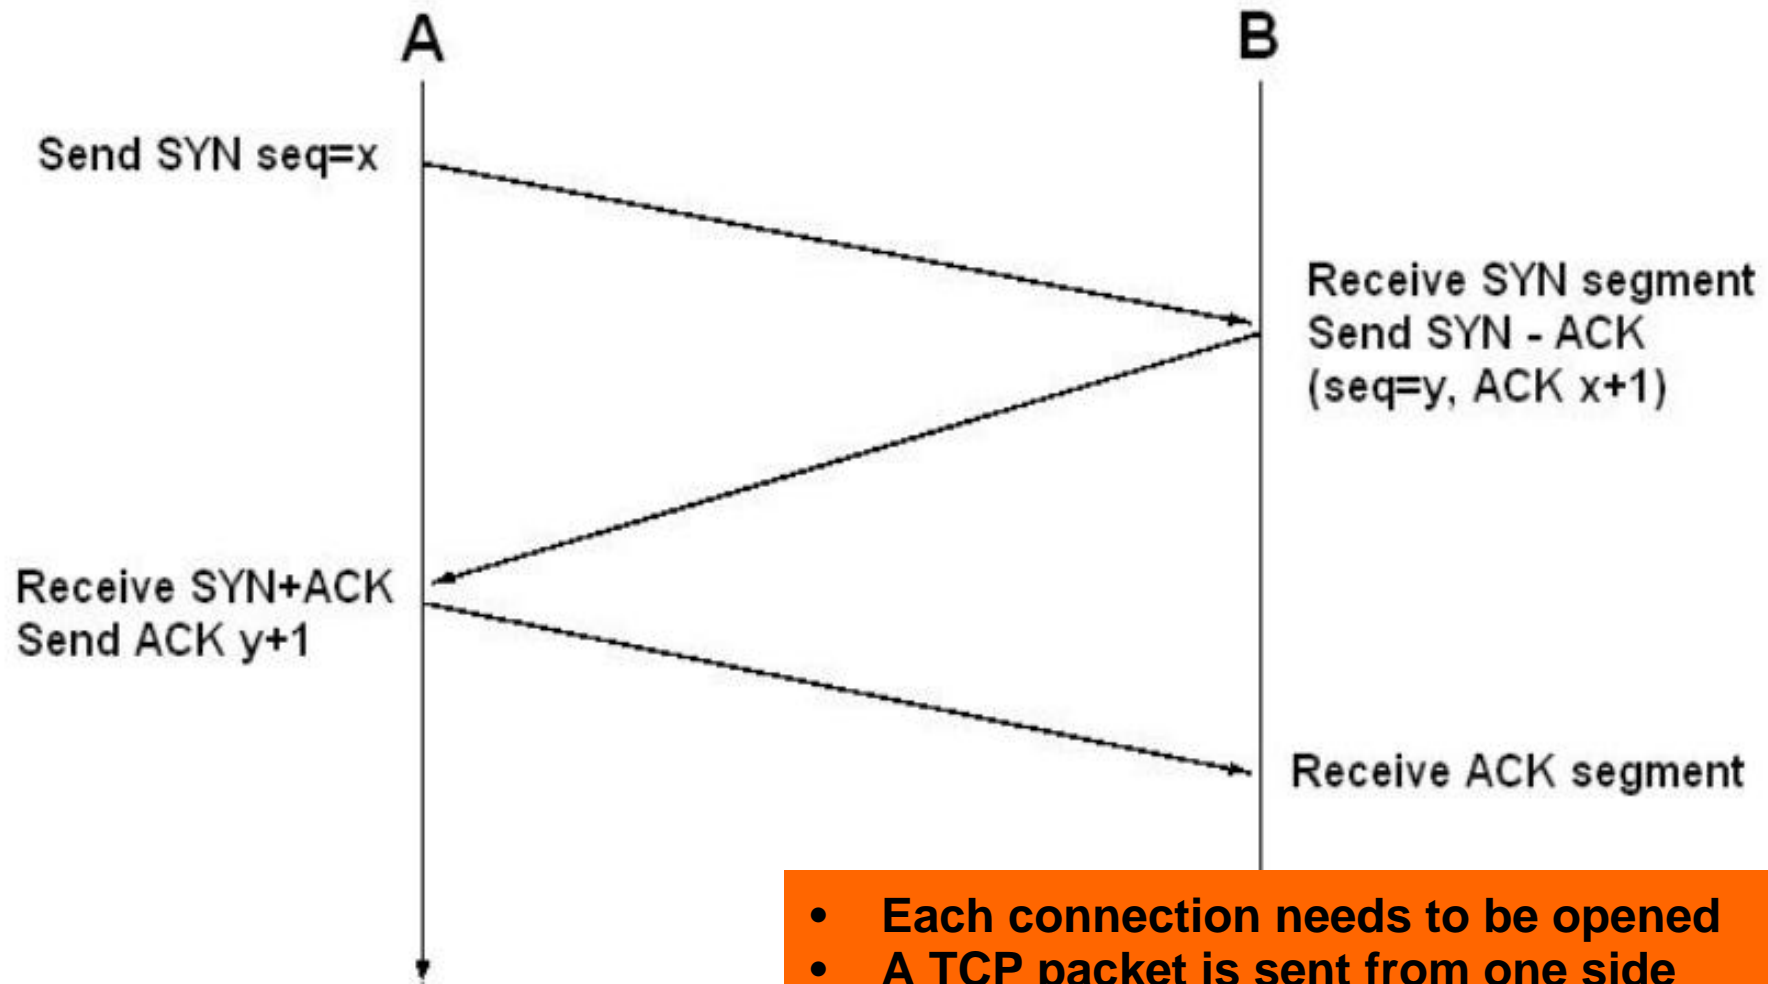 A
B
Send SYN seq=x
Receive SYN segment
Send SYN - ACK
(seq=y, ACK x+1)
Receive SYN+ACK
Send ACK y+1
Receive ACK segment
• Each connection needs to be opened
• A TCP packet is sent from one side